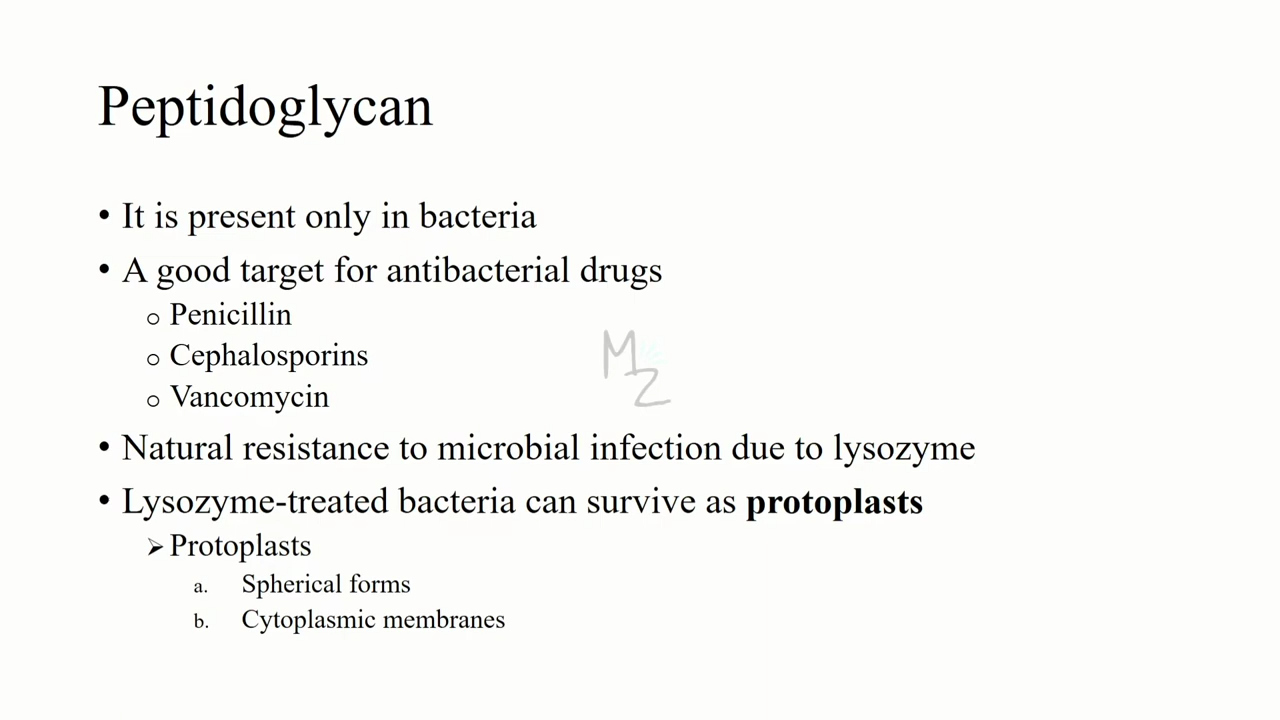 Peptidoglycan
• It is present only in bacteria
• A good target for antibacterial drugs
o Penicillin
o Cephalosporins
o Vancomycin
MZ
• Natural resistance to microbial infection due to lysozyme
• Lysozyme-treated bacteria can survive as protoplasts
➢ Protoplasts
a. Spherical forms
b. Cytoplasmic membranes